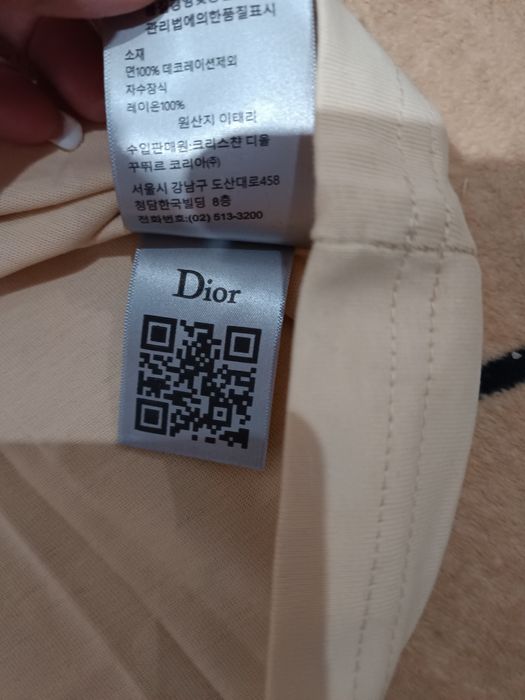 관리법에의한품질표시
소재
면100% 데코레이션제외
자수장식
레이온100%
원산지 이태리
수입판매원:크리스챤 디올
꾸뛰르 코리아㈜
서울시 강남구 도산대로458
청담한국빌딩 8층
전화번호:(02) 513-3200
Dior